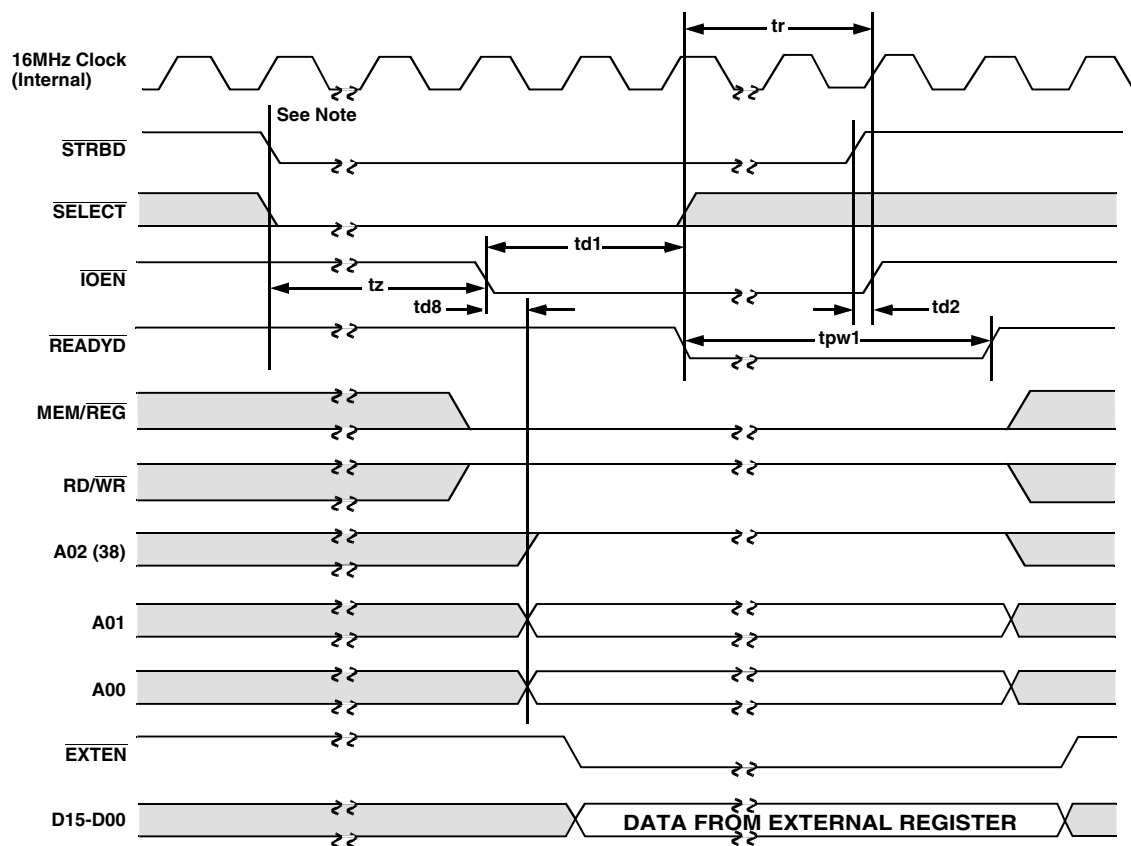 tr
16MHz Clock
(Internal)
See Note
STRBD
SELECT
td1
IOEN
tz
td8
td2
READYD
tpw1
MEM/REG
RD/WR
A02 (38)
A01
A00
EXTEN
D15-D00
DATA FROM EXTERNAL REGISTER